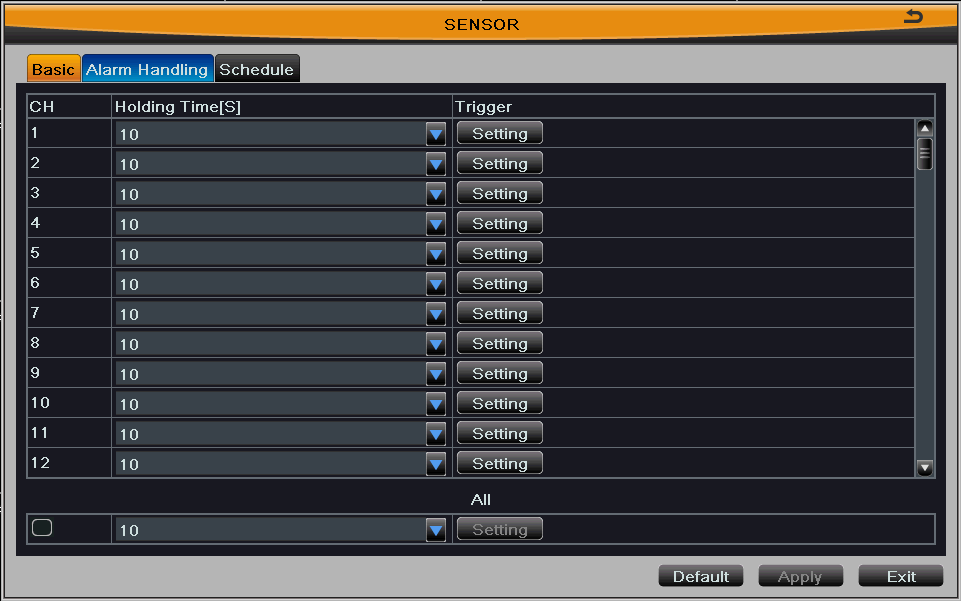 SENSOR
Basic Alarm Handling Schedule
CH Holding Time[S] Trigger
1 10 Setting
2 10 Setting
3 10 Setting
4 10 Setting
5 10 Setting
6 10 Setting
7 10 Setting
8 10 Setting
9 10 Setting
10 10 Setting
11 10 Setting
12 10 Setting
All
10 Setting
Default Apply Exit